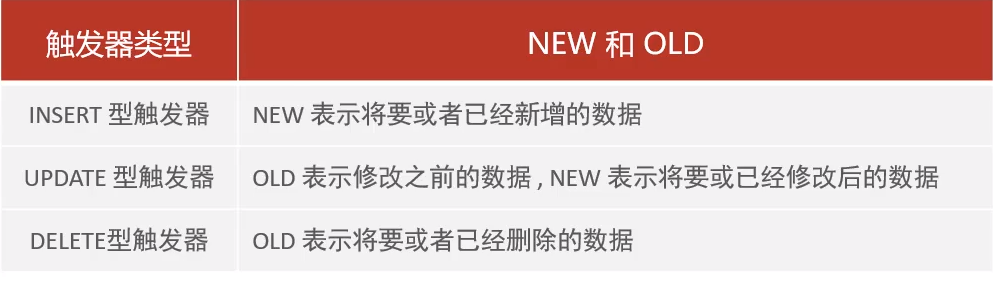 触发器类型 NEW 和 OLD
INSERT 型触发器 NEW 表示将要或者已经新增的数据
UPDATE 型触发器 OLD 表示修改之前的数据 , NEW 表示将要或已经修改后的数据
DELETE型触发器 OLD 表示将要或者已经删除的数据